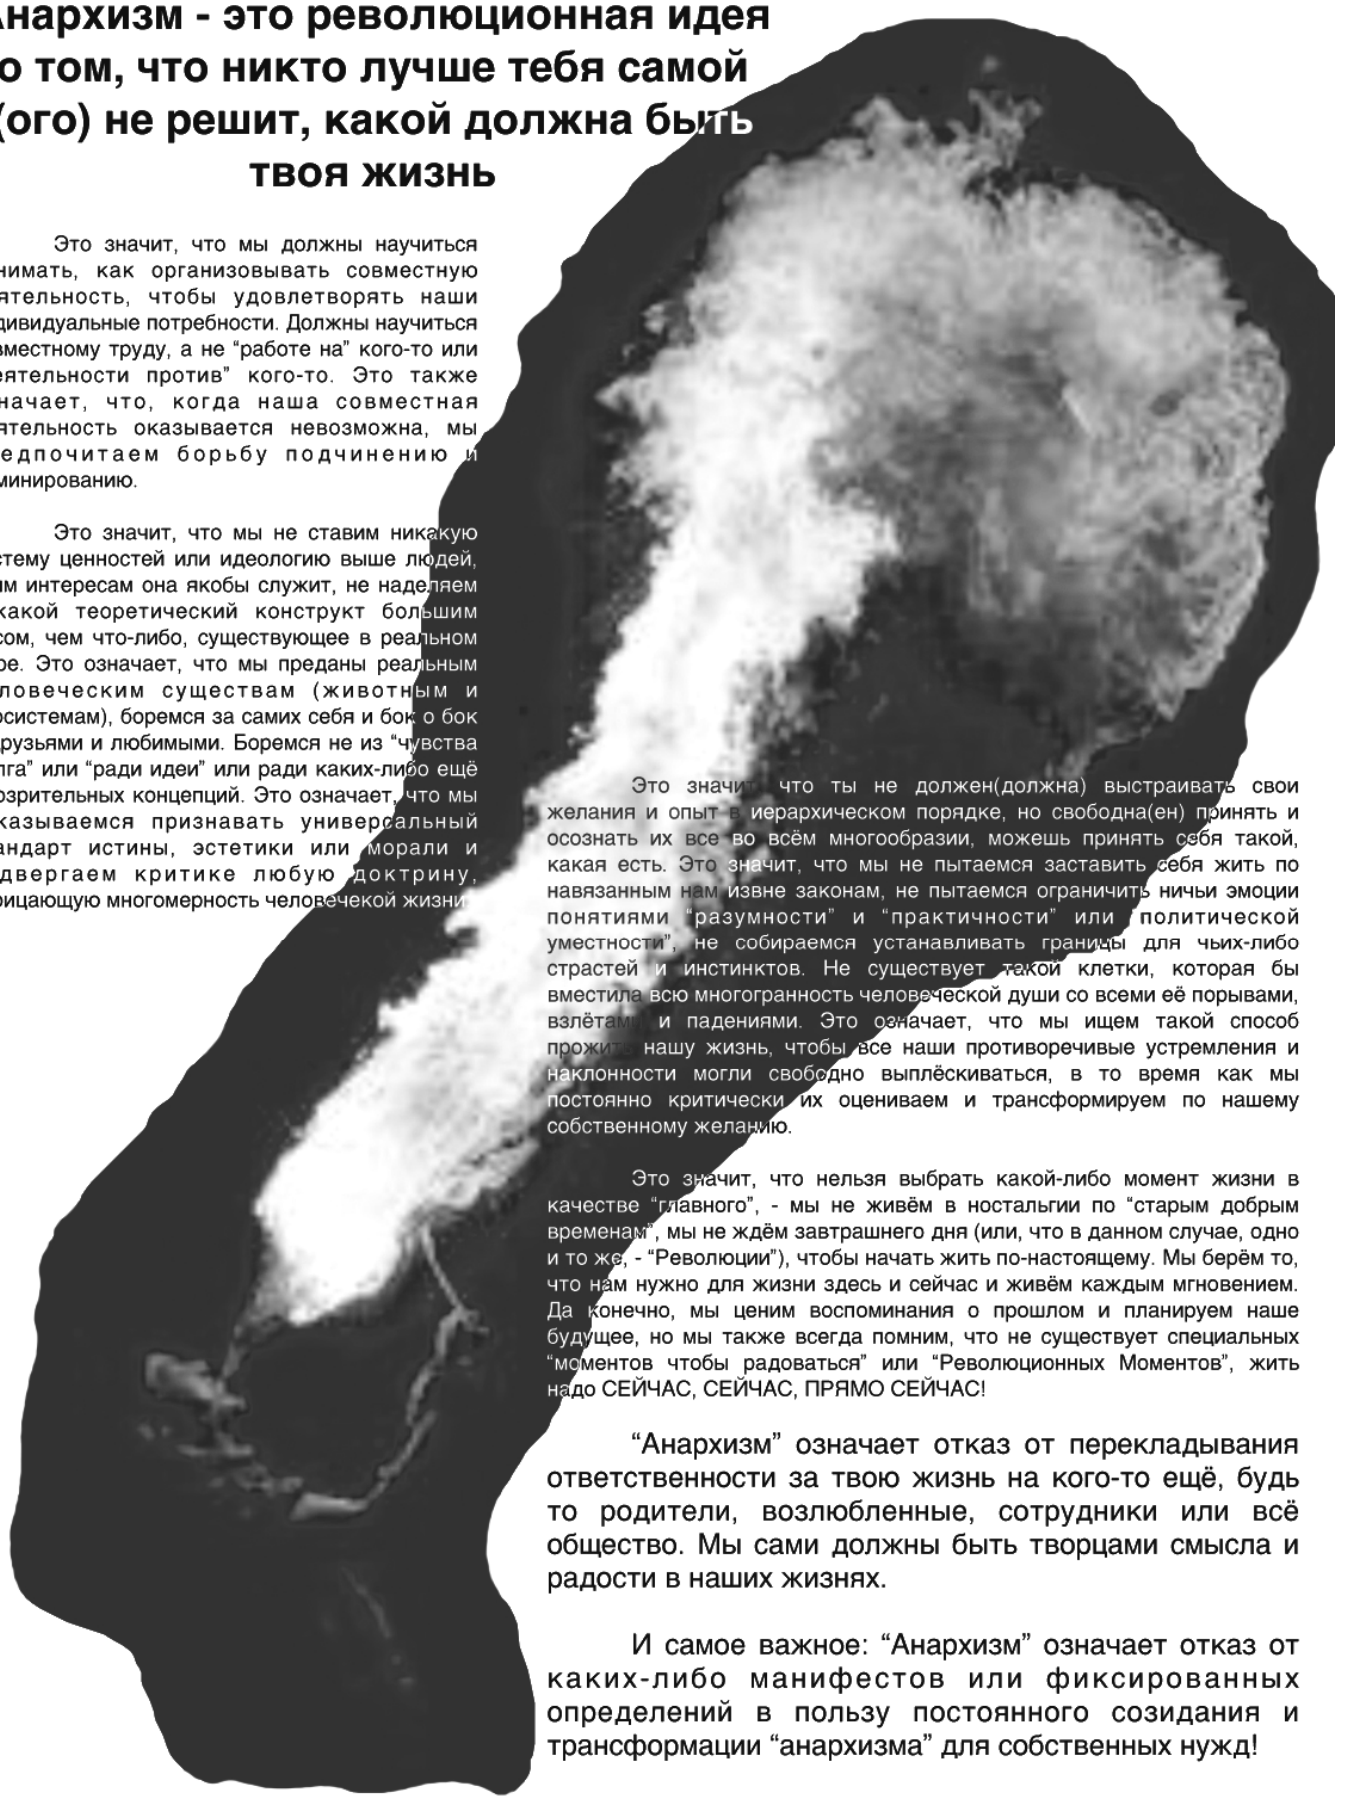 Анархизм - это революционная идея
о том, что никто лучше тебя самой
(ого) не решит, какой должна быть
твоя жизнь
Это значит, что мы должны научиться
нимать, как организовывать совместную
ятельность, чтобы удовлетворять наши
дивидуальные потребности. Должны научиться
вместному труду, а не “работе на” кого-то или
еятельности против” кого-то. Это также
начает, что, когда наша совместная
ятельность оказывается невозможна, мы
едпочитаем борьбу подчинению и
минированию.
Это значит, что мы не ставим никакую
стему ценностей или идеологию выше людей,
им интересам она якобы служит, не наделяем
какой теоретический конструкт большим
сом, чем что-либо, существующее в реальном
ре. Это означает, что мы преданы реальным
ловеческим существам (животным и
осистемам), боремся за самих себя и бок о бок
рузьями и любимыми. Боремся не из “чувства
лга” или “ради идеи” или ради каких-либо ещё
озрительных концепций. Это означает, что мы
казываемся признавать универсальный
андарт истины, эстетики или морали и
двергаем критике любую доктрину,
рицающую многомерность человечекой жизни.
Это значит, что ты не должен(должна) выстраивать свои
желания и опыт в иерархическом порядке, но свободна(ен) принять и
осознать их все во всём многообразии, можешь принять себя такой,
какая есть. Это значит, что мы не пытаемся заставить себя жить по
навязанным нам извне законам, не пытаемся ограничить ничьи эмоции
понятиями “разумности” и “практичности” или “политической
уместности”, не собираемся устанавливать границы для чьих-либо
страстей и инстинктов. Не существует такой клетки, которая бы
вместила всю многогранность человеческой души со всеми её порывами,
взлётами и падениями. Это означает, что мы ищем такой способ
прожить нашу жизнь, чтобы все наши противоречивые устремления и
наклонности могли свободно выплёскиваться, в то время как мы
постоянно критически их оцениваем и трансформируем по нашему
собственному желанию.
Это значит, что нельзя выбрать какой-либо момент жизни в
качестве “главного”, - мы не живём в ностальгии по “старым добрым
временам”, мы не ждём завтрашнего дня (или, что в данном случае, одно
и то же, - “Революции”), чтобы начать жить по-настоящему. Мы берём то,
что нам нужно для жизни здесь и сейчас и живём каждым мгновением.
Да конечно, мы ценим воспоминания о прошлом и планируем наше
будущее, но мы также всегда помним, что не существует специальных
“моментов чтобы радоваться” или “Революционных Моментов”, жить
надо СЕЙЧАС, СЕЙЧАС, ПРЯМО СЕЙЧАС!
“Анархизм” означает отказ от перекладывания
ответственности за твою жизнь на кого-то ещё, будь
то родители, возлюбленные, сотрудники или всё
общество. Мы сами должны быть творцами смысла и
радости в наших жизнях.
И самое важное: “Анархизм” означает отказ от
каких-либо манифестов или фиксированных
определений в пользу постоянного созидания и
трансформации “анархизма” для собственных нужд!